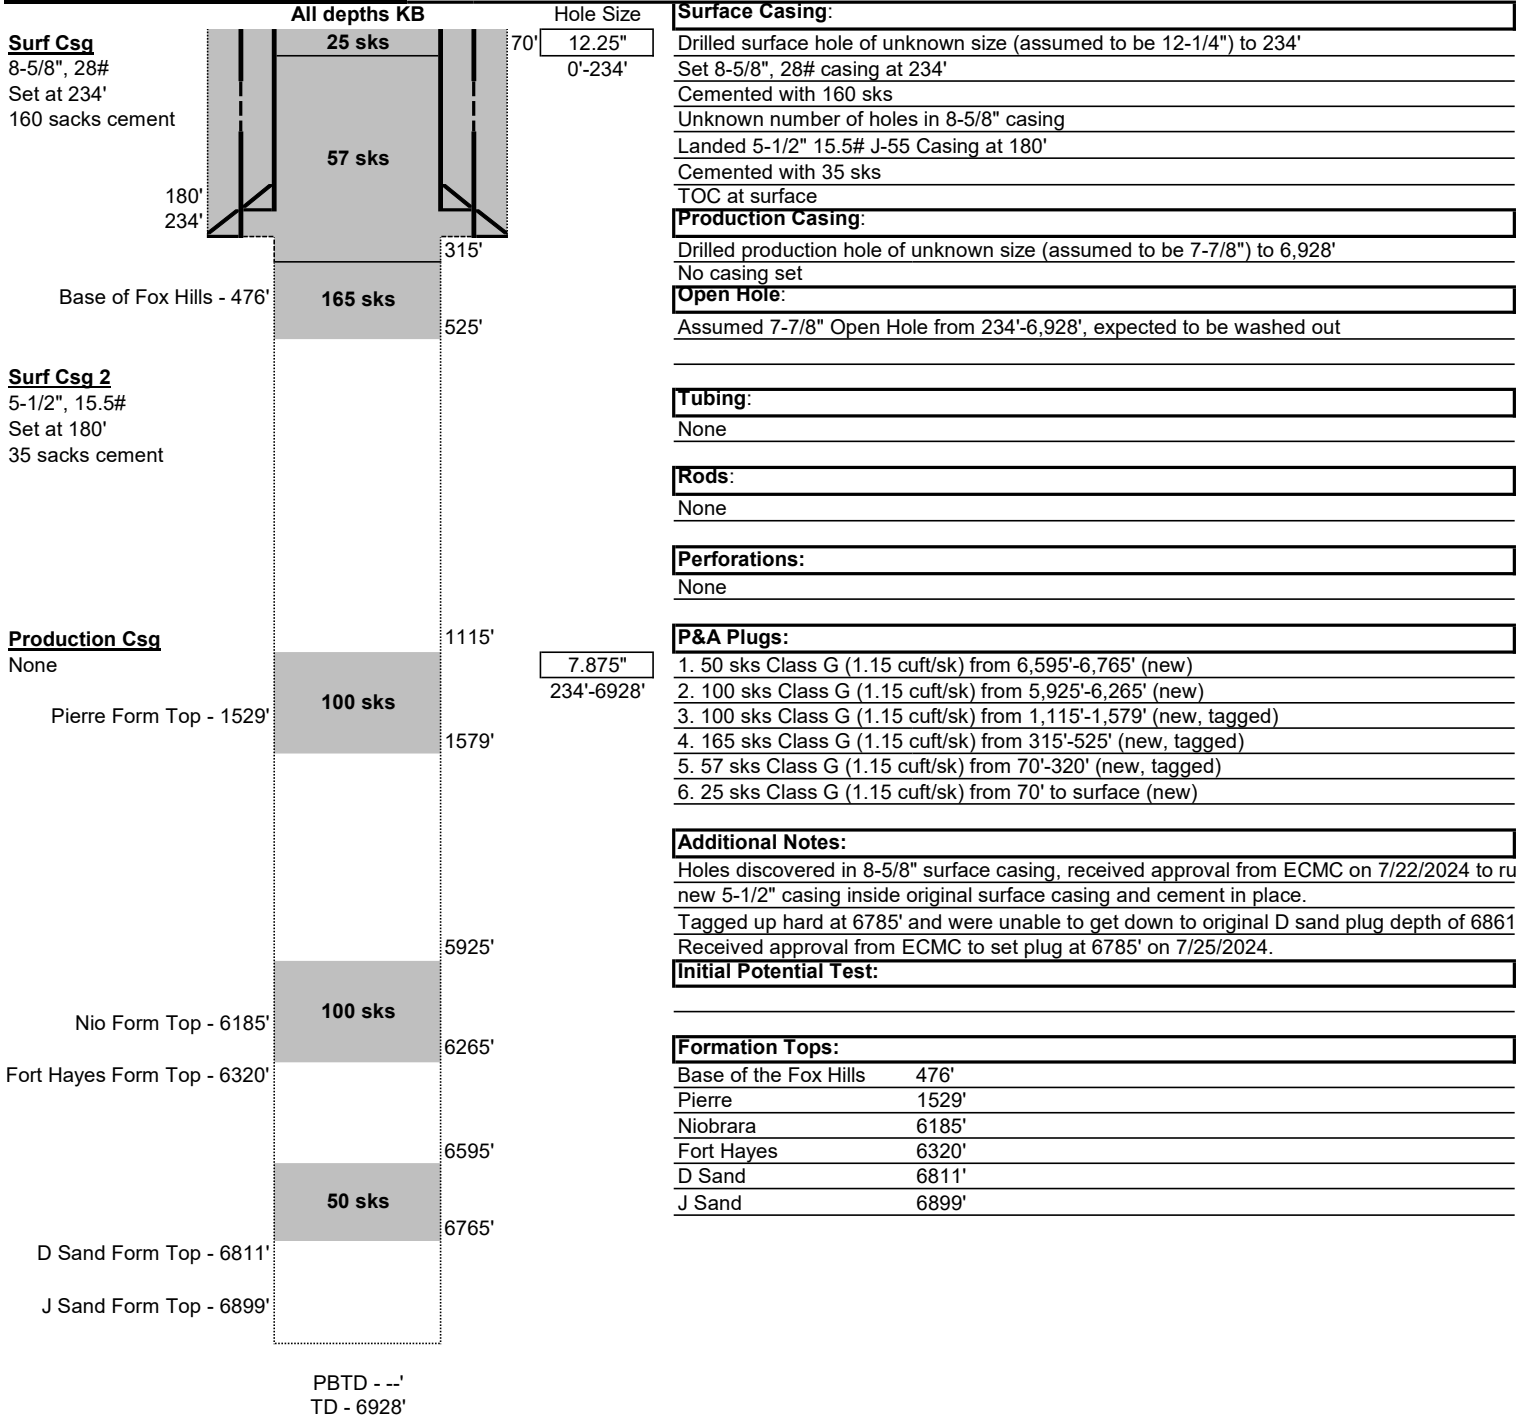 All depths KB
Hole Size
Surf Csg
8-5/8", 28#
Set at 234'
160 sacks cement
25 sks
70'
12.25"
0'-234'
57 sks
180'
234'
315'
Base of Fox Hills - 476'
165 sks
525'
Surf Csg 2
5-1/2", 15.5#
Set at 180'
35 sacks cement
Production Csg
None
1115'
7.875"
234'-6928'
100 sks
Pierre Form Top - 1529'
1579'
5925'
100 sks
Nio Form Top - 6185'
6265'
Fort Hayes Form Top - 6320'
6595'
50 sks
6765'
D Sand Form Top - 6811'
J Sand Form Top - 6899'
PBTD - --'
TD - 6928'
Surface Casing:
Drilled surface hole of unknown size (assumed to be 12-1/4") to 234'
Set 8-5/8", 28# casing at 234'
Cemented with 160 sks
Unknown number of holes in 8-5/8" casing
Landed 5-1/2" 15.5# J-55 Casing at 180'
Cemented with 35 sks
TOC at surface
Production Casing:
Drilled production hole of unknown size (assumed to be 7-7/8") to 6,928'
No casing set
Open Hole:
Assumed 7-7/8" Open Hole from 234'-6,928', expected to be washed out
Tubing:
None
Rods:
None
Perforations:
None
P&A Plugs:
1. 50 sks Class G (1.15 cuft/sk) from 6,595'-6,765' (new)
2. 100 sks Class G (1.15 cuft/sk) from 5,925'-6,265' (new)
3. 100 sks Class G (1.15 cuft/sk) from 1,115'-1,579' (new, tagged)
4. 165 sks Class G (1.15 cuft/sk) from 315'-525' (new, tagged)
5. 57 sks Class G (1.15 cuft/sk) from 70'-320' (new, tagged)
6. 25 sks Class G (1.15 cuft/sk) from 70' to surface (new)
Additional Notes:
Holes discovered in 8-5/8" surface casing, received approval from ECMC on 7/22/2024 to ru
new 5-1/2" casing inside original surface casing and cement in place.
Tagged up hard at 6785' and were unable to get down to original D sand plug depth of 6861
Received approval from ECMC to set plug at 6785' on 7/25/2024.
Initial Potential Test:
Formation Tops:
Base of the Fox Hills 476'
Pierre 1529'
Niobrara 6185'
Fort Hayes 6320'
D Sand 6811'
J Sand 6899'